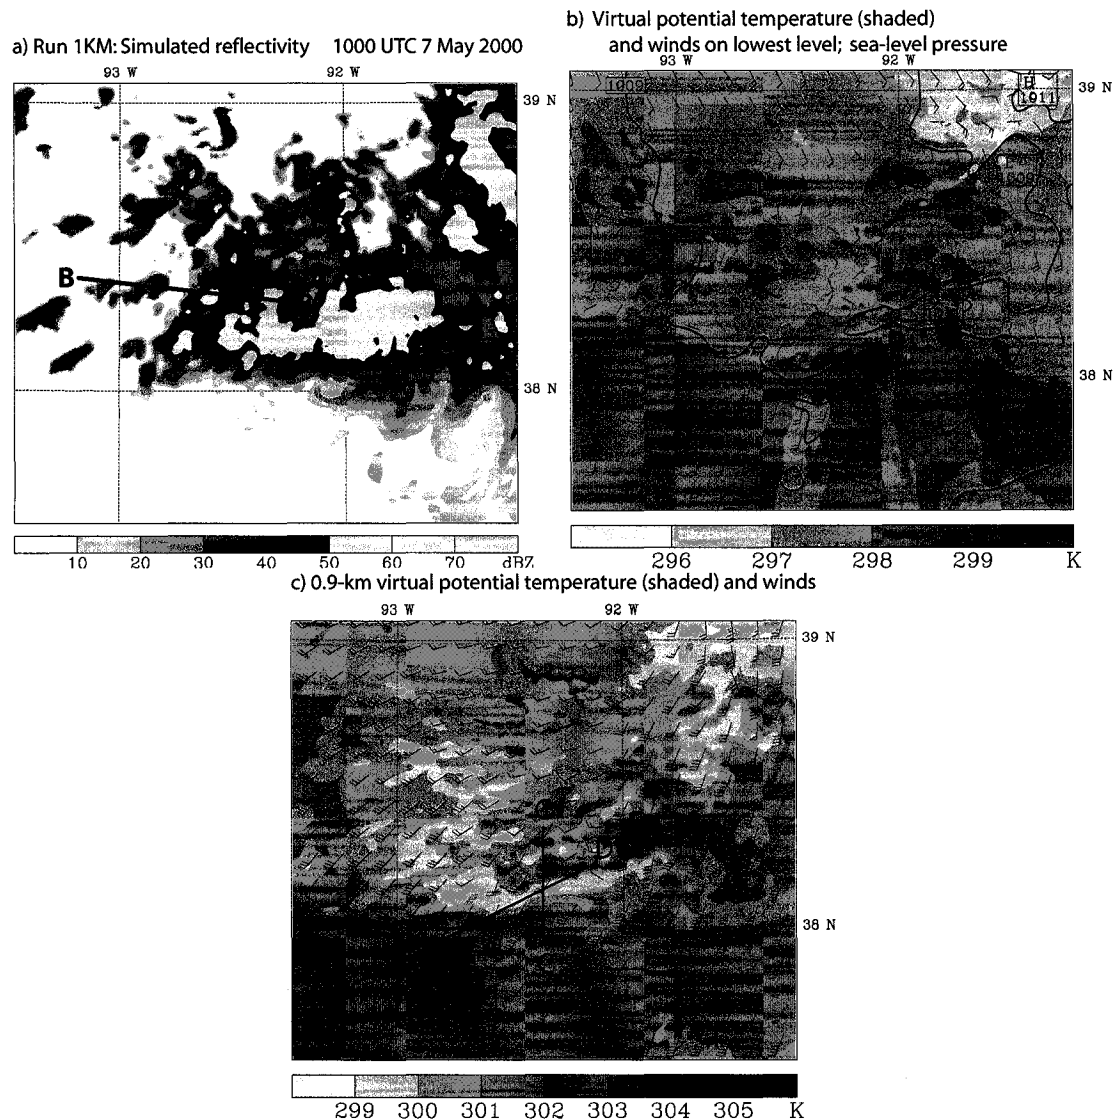 a) Run 1KM: Simulated reflectivity 1000 UTC 7 May 2000
93 W 92 W
39 N
B
38 N
10 20 30 40 50 60 70 dBZ
b) Virtual potential temperature (shaded)
and winds on lowest level; sea-level pressure
93 W 92 W
H
1011
39 N
38 N
296 297 298 299 K
c) 0.9-km virtual potential temperature (shaded) and winds
93 W 92 W
39 N
38 N
299 300 301 302 303 304 305 K